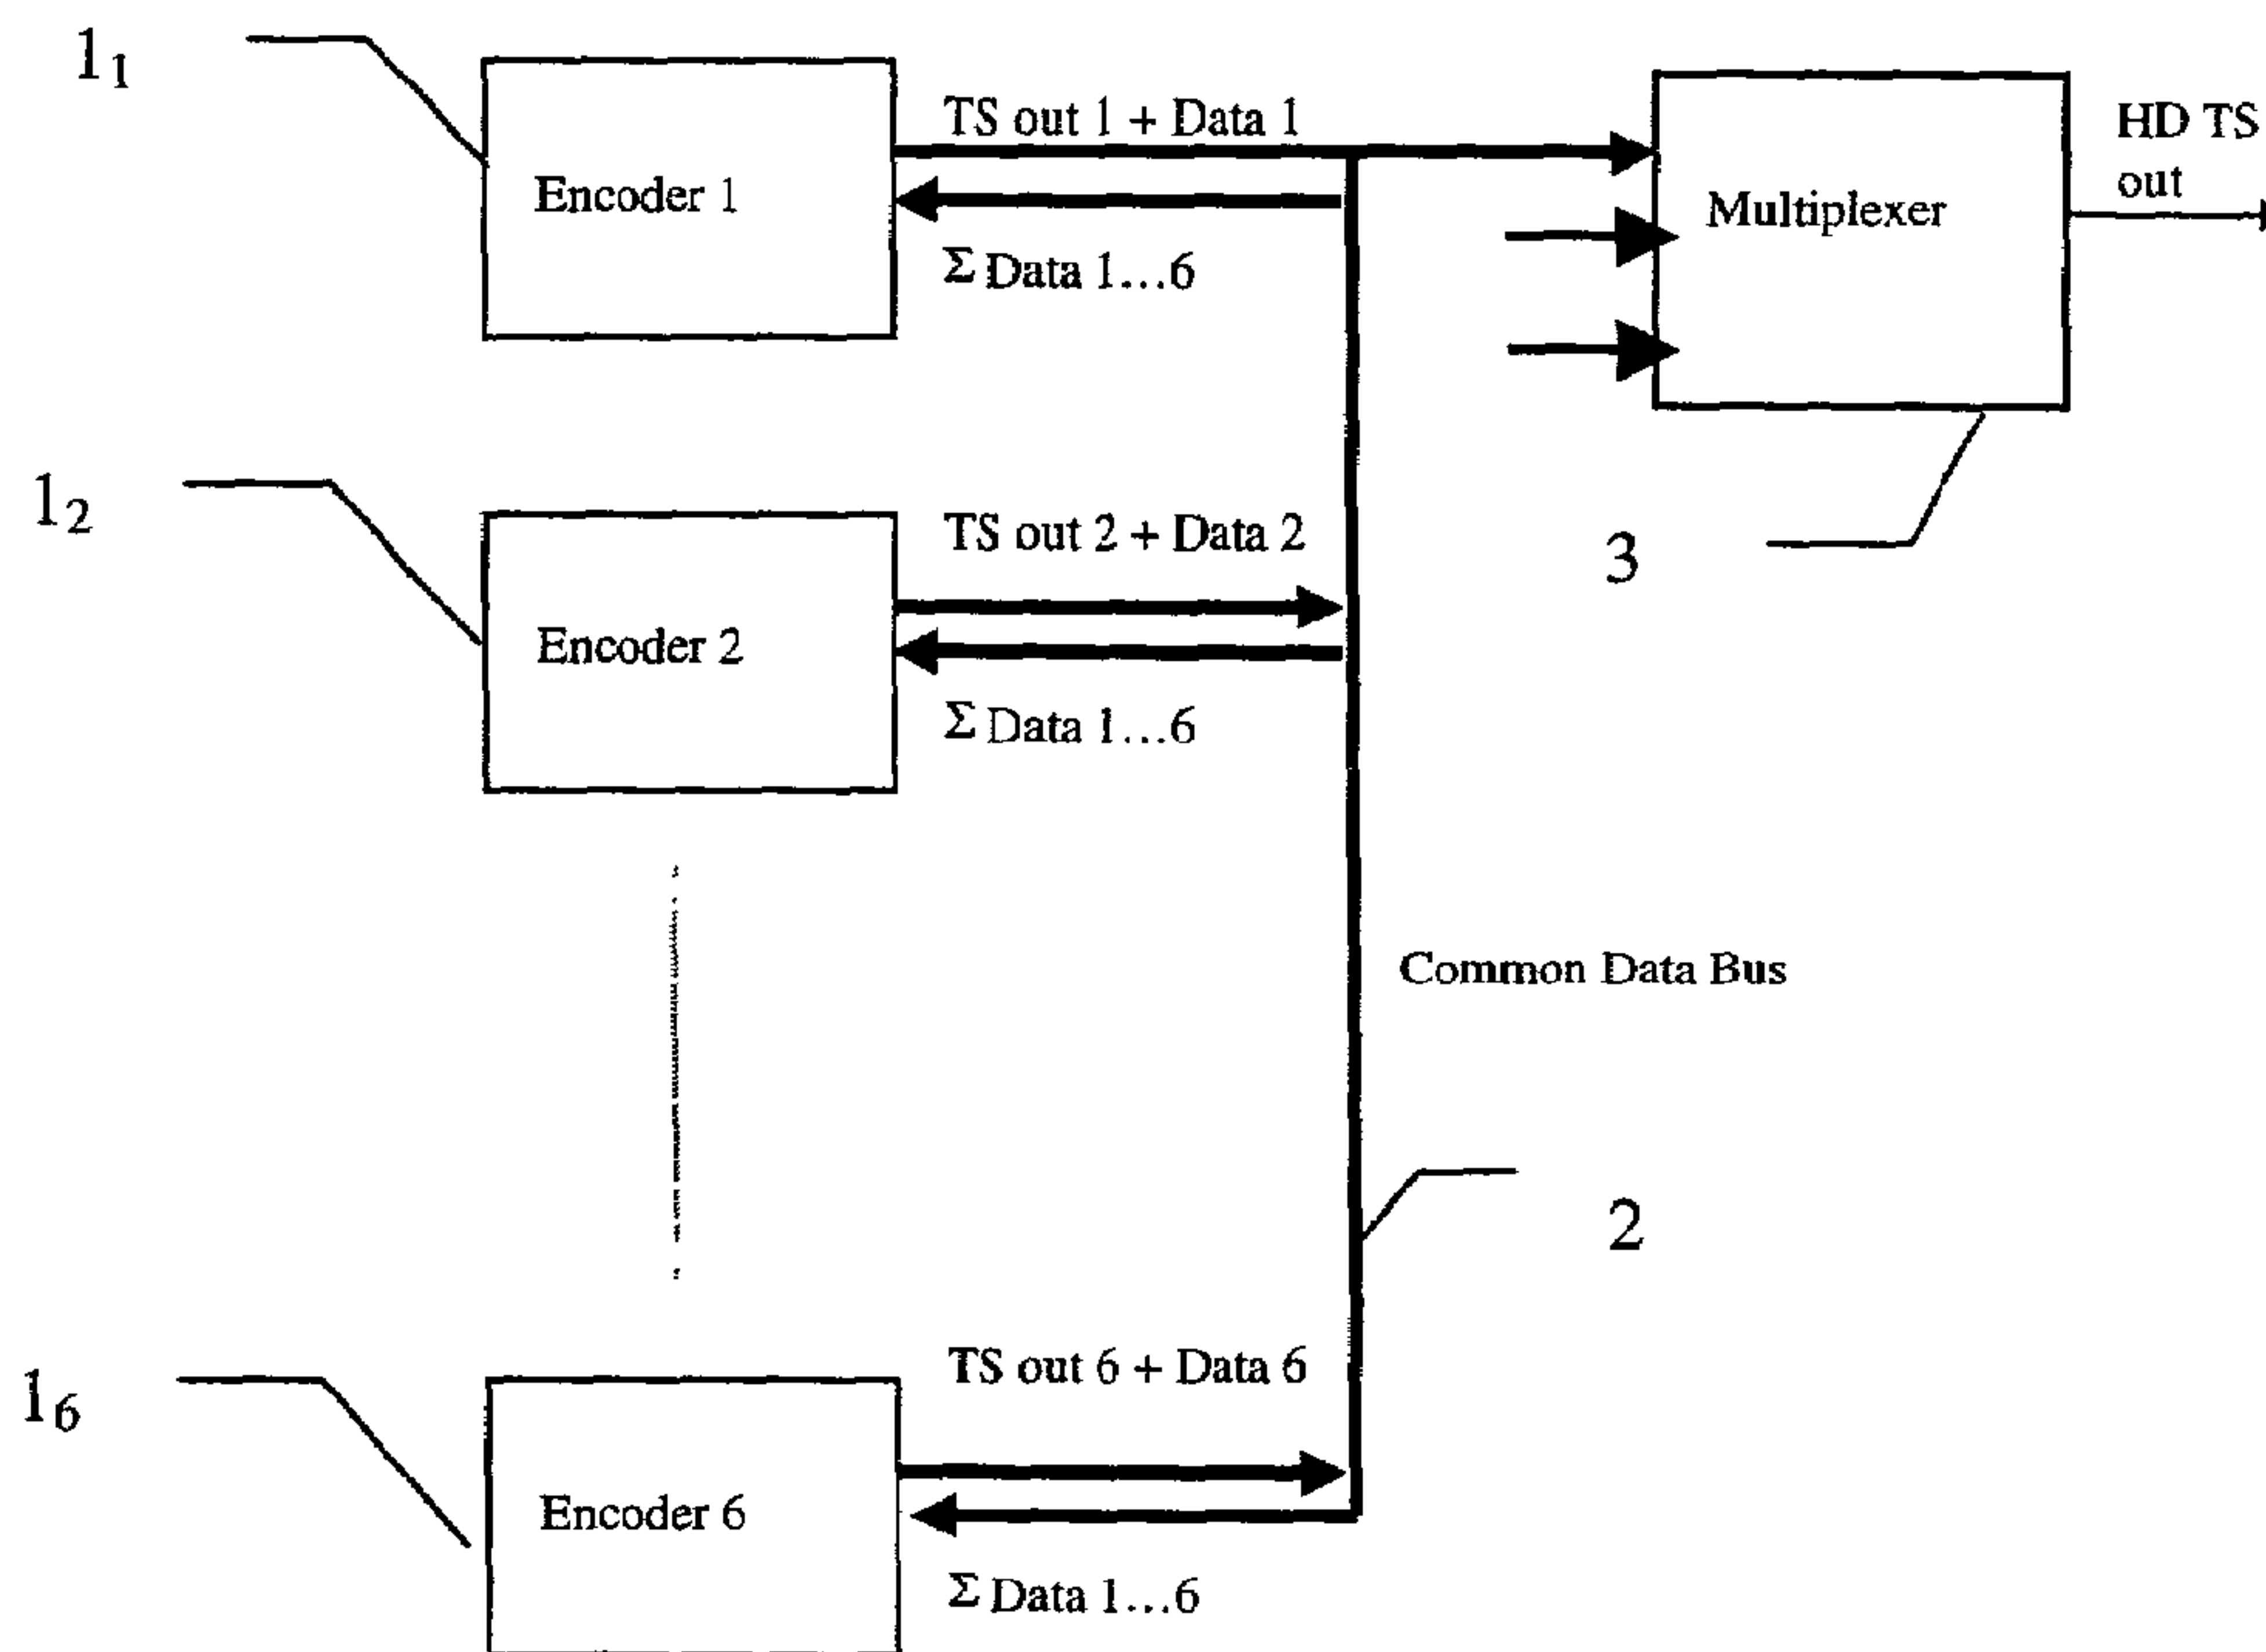 1₁
TS out 1 + Data 1
HD TS
out
Encoder 1
Multiplexer
Σ Data 1...6
1₂
TS out 2 + Data 2
3
Encoder 2
Σ Data 1...6
Common Data Bus
2
TS out 6 + Data 6
1₆
Encoder 6
Σ Data 1...6